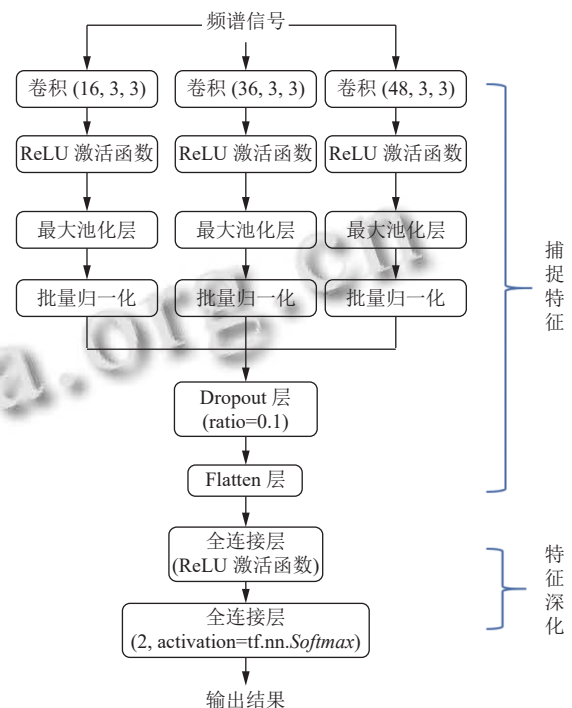 频谱信号
卷积 (16, 3, 3)
卷积 (36, 3, 3)
卷积 (48, 3, 3)
ReLU 激活函数
ReLU 激活函数
ReLU 激活函数
最大池化层
最大池化层
最大池化层
批量归一化
批量归一化
批量归一化
Dropout 层
(ratio=0.1)
Flatten 层
全连接层
(ReLU 激活函数)
全连接层
(2, activation=tf.nn.Softmax)
输出结果
捕捉特征
特征深化
a.org.cn